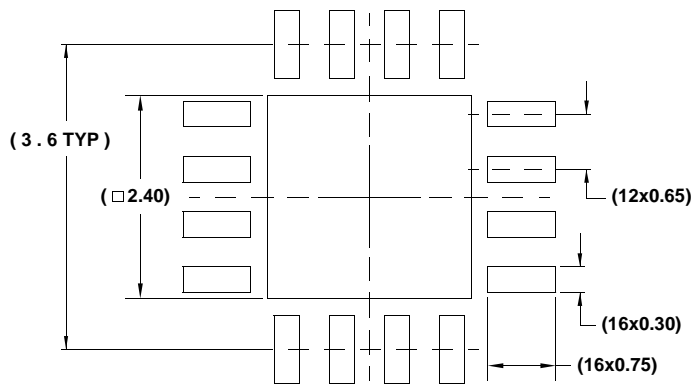 ( 3 . 6 TYP )
( □ 2.40)
(12x0.65)
(16x0.30)
(16x0.75)